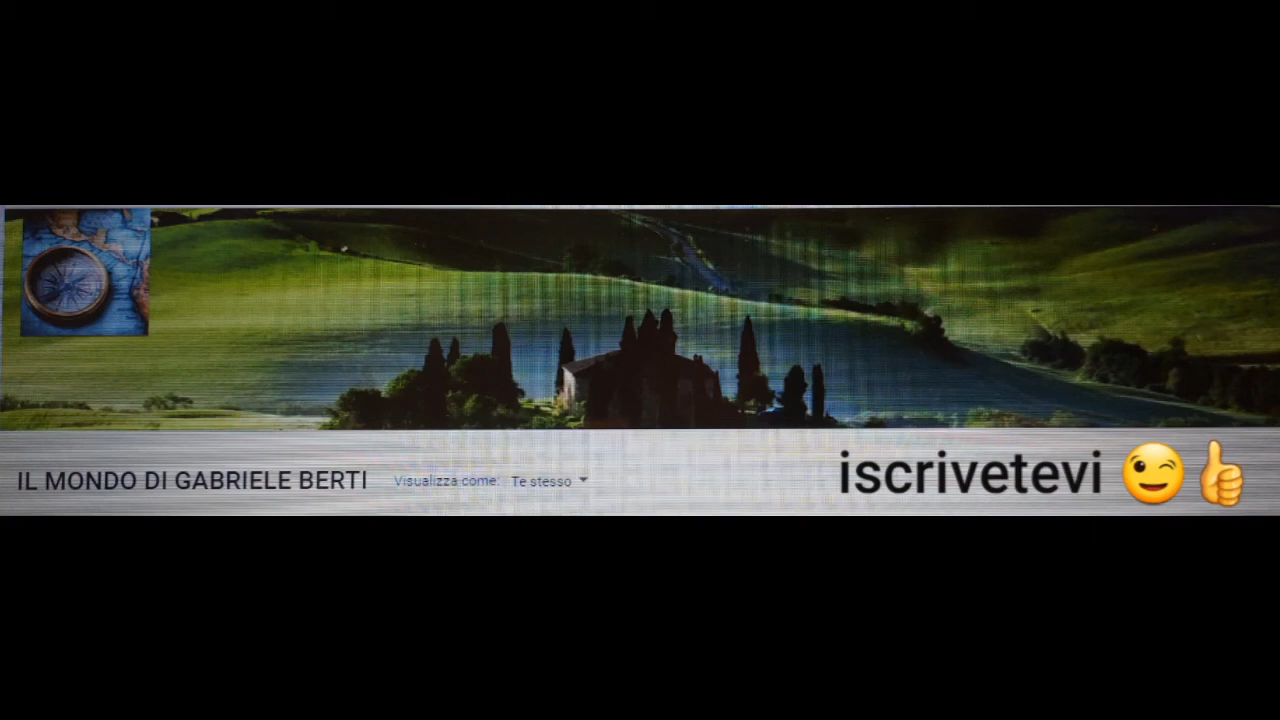 IL MONDO DI GABRIELE BERTI Visualizza come: Te stesso iscrivetevi 😉👍